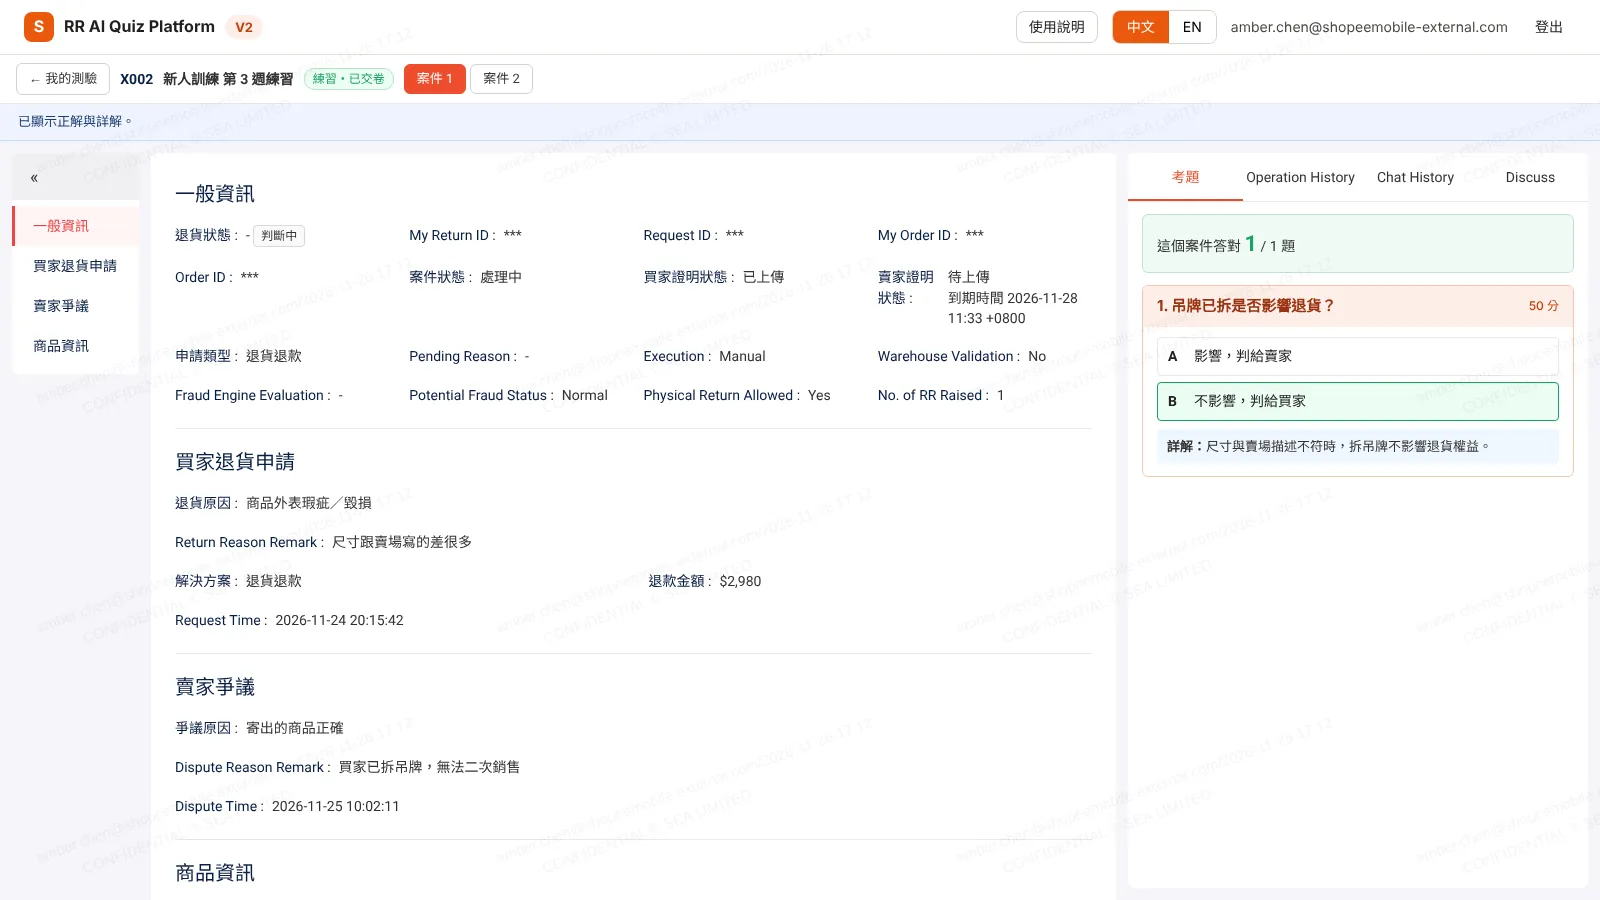 S RR AI Quiz Platform V2 使用說明 中文 EN amber.chen@shopeemobile-external.com 登出
← 我的測驗 X002 新人訓練 第 3 週練習 練習・已交卷 案件 1 案件 2
已顯示正解與詳解。
«
一般資訊
買家退貨申請
賣家爭議
商品資訊
一般資訊
退貨狀態 : - 判斷中 My Return ID : *** Request ID : *** My Order ID : ***
Order ID : *** 案件狀態 : 處理中 買家證明狀態 : 已上傳 賣家證明狀態 : 待上傳
到期時間 2026-11-28
11:33 +0800
申請類型 : 退貨退款 Pending Reason : - Execution : Manual Warehouse Validation : No
Fraud Engine Evaluation : - Potential Fraud Status : Normal Physical Return Allowed : Yes No. of RR Raised : 1
買家退貨申請
退貨原因 : 商品外表瑕疵／毀損
Return Reason Remark : 尺寸跟賣場寫的差很多
解決方案 : 退貨退款 退款金額 : $2,980
Request Time : 2026-11-24 20:15:42
賣家爭議
爭議原因 : 寄出的商品正確
Dispute Reason Remark : 買家已拆吊牌，無法二次銷售
Dispute Time : 2026-11-25 10:02:11
商品資訊
考題 Operation History Chat History Discuss
這個案件答對 1 / 1 題
1. 吊牌已拆是否影響退貨？ 50 分
A 影響，判給賣家
B 不影響，判給買家
詳解：尺寸與賣場描述不符時，拆吊牌不影響退貨權益。
amber.chen@shopeemobile-external.com/2026-11-26 17:12
CONFIDENTIAL © SEA LIMITED